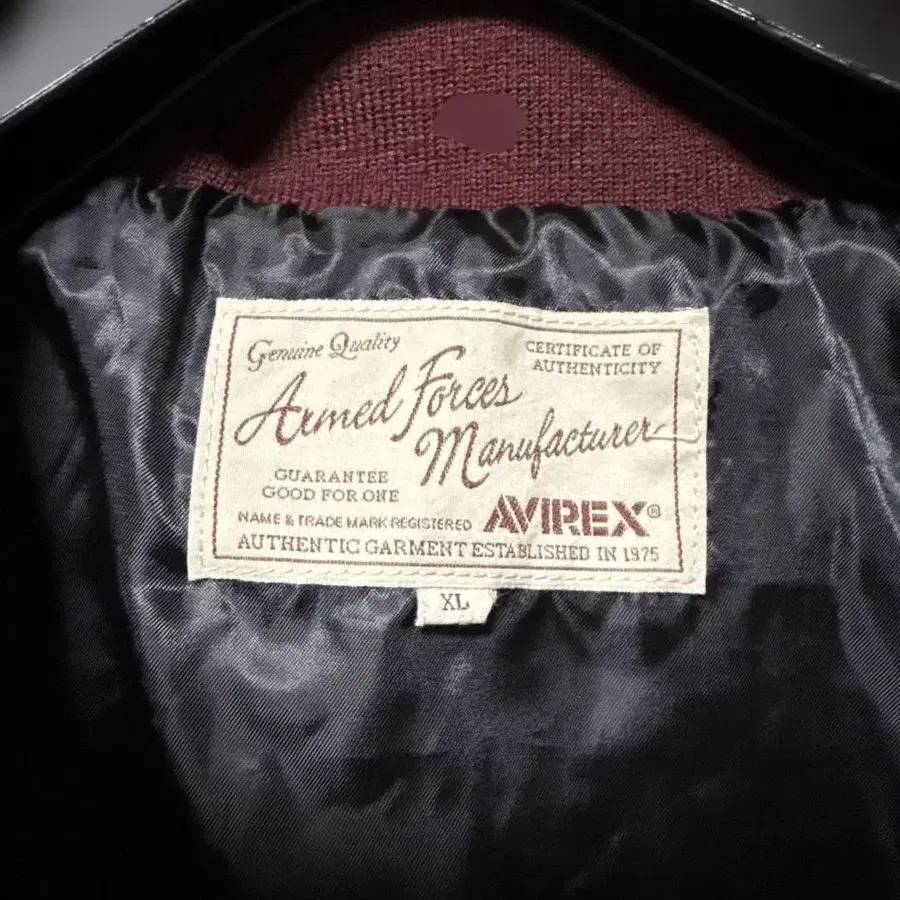 Genuine Quality
CERTIFICATE OF
AUTHENTICITY
Armed Forces
Manufacturer
GUARANTEE
GOOD FOR ONE
NAME & TRADE MARK REGISTERED
AVIREX®
AUTHENTIC GARMENT ESTABLISHED IN 1975
XL